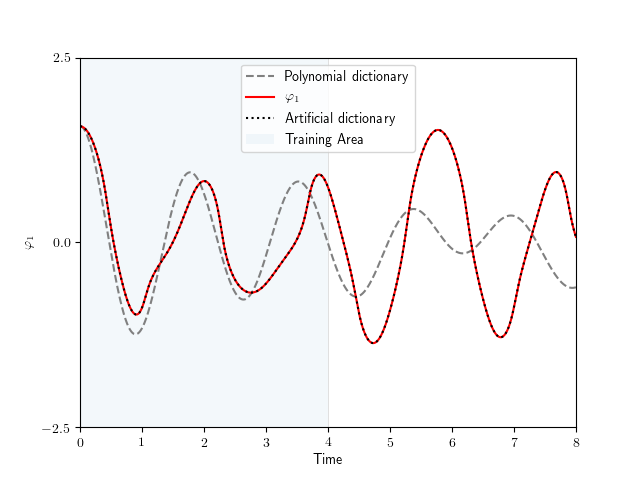 2.5
Polynomial dictionary
φ₁
Artificial dictionary
Training Area
φ₁
0.0
−2.5
0 1 2 3 4 5 6 7 8
Time